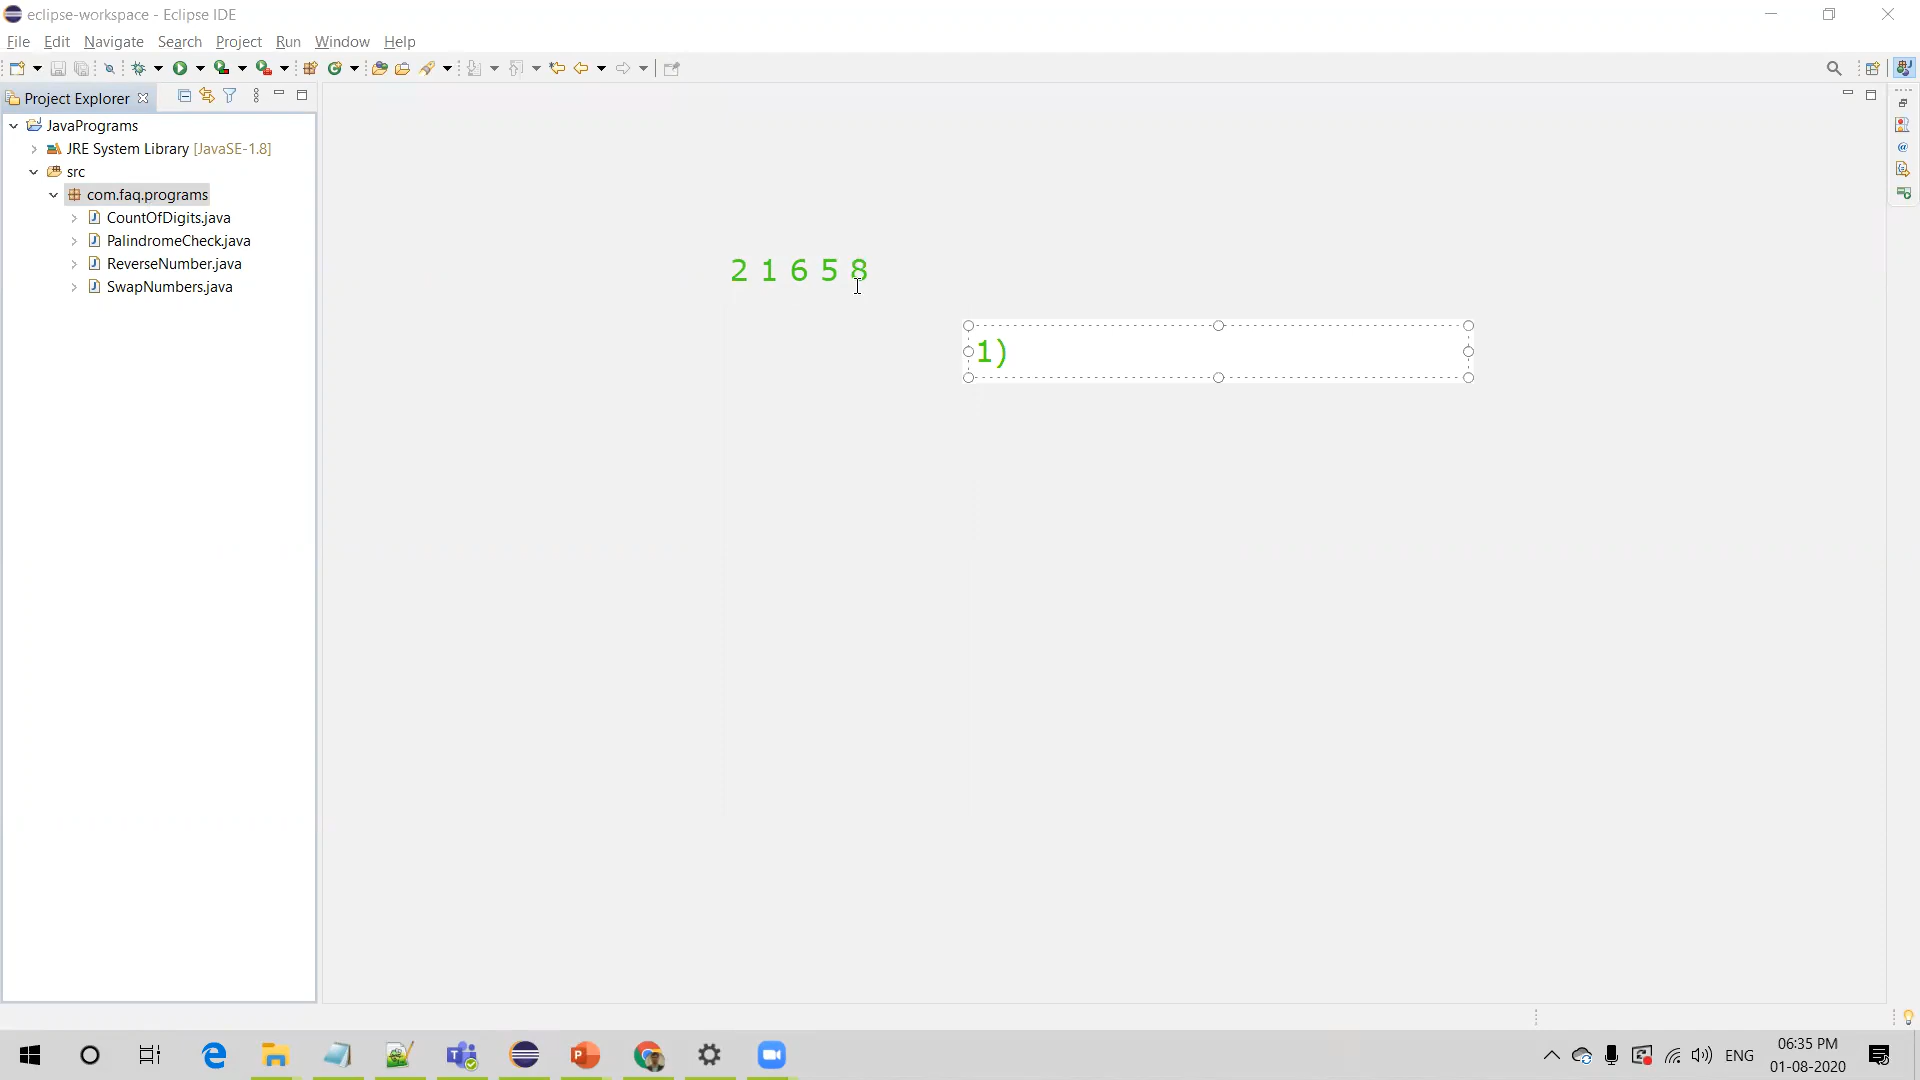 eclipse-workspace - Eclipse IDE
File Edit Navigate Search Project Run Window Help
Project Explorer
JavaPrograms
JRE System Library [JavaSE-1.8]
src
com.faq.programs
CountOfDigits.java
PalindromeCheck.java
ReverseNumber.java
SwapNumbers.java
2 1 6 5 8
1)
ENG
06:35 PM
01-08-2020